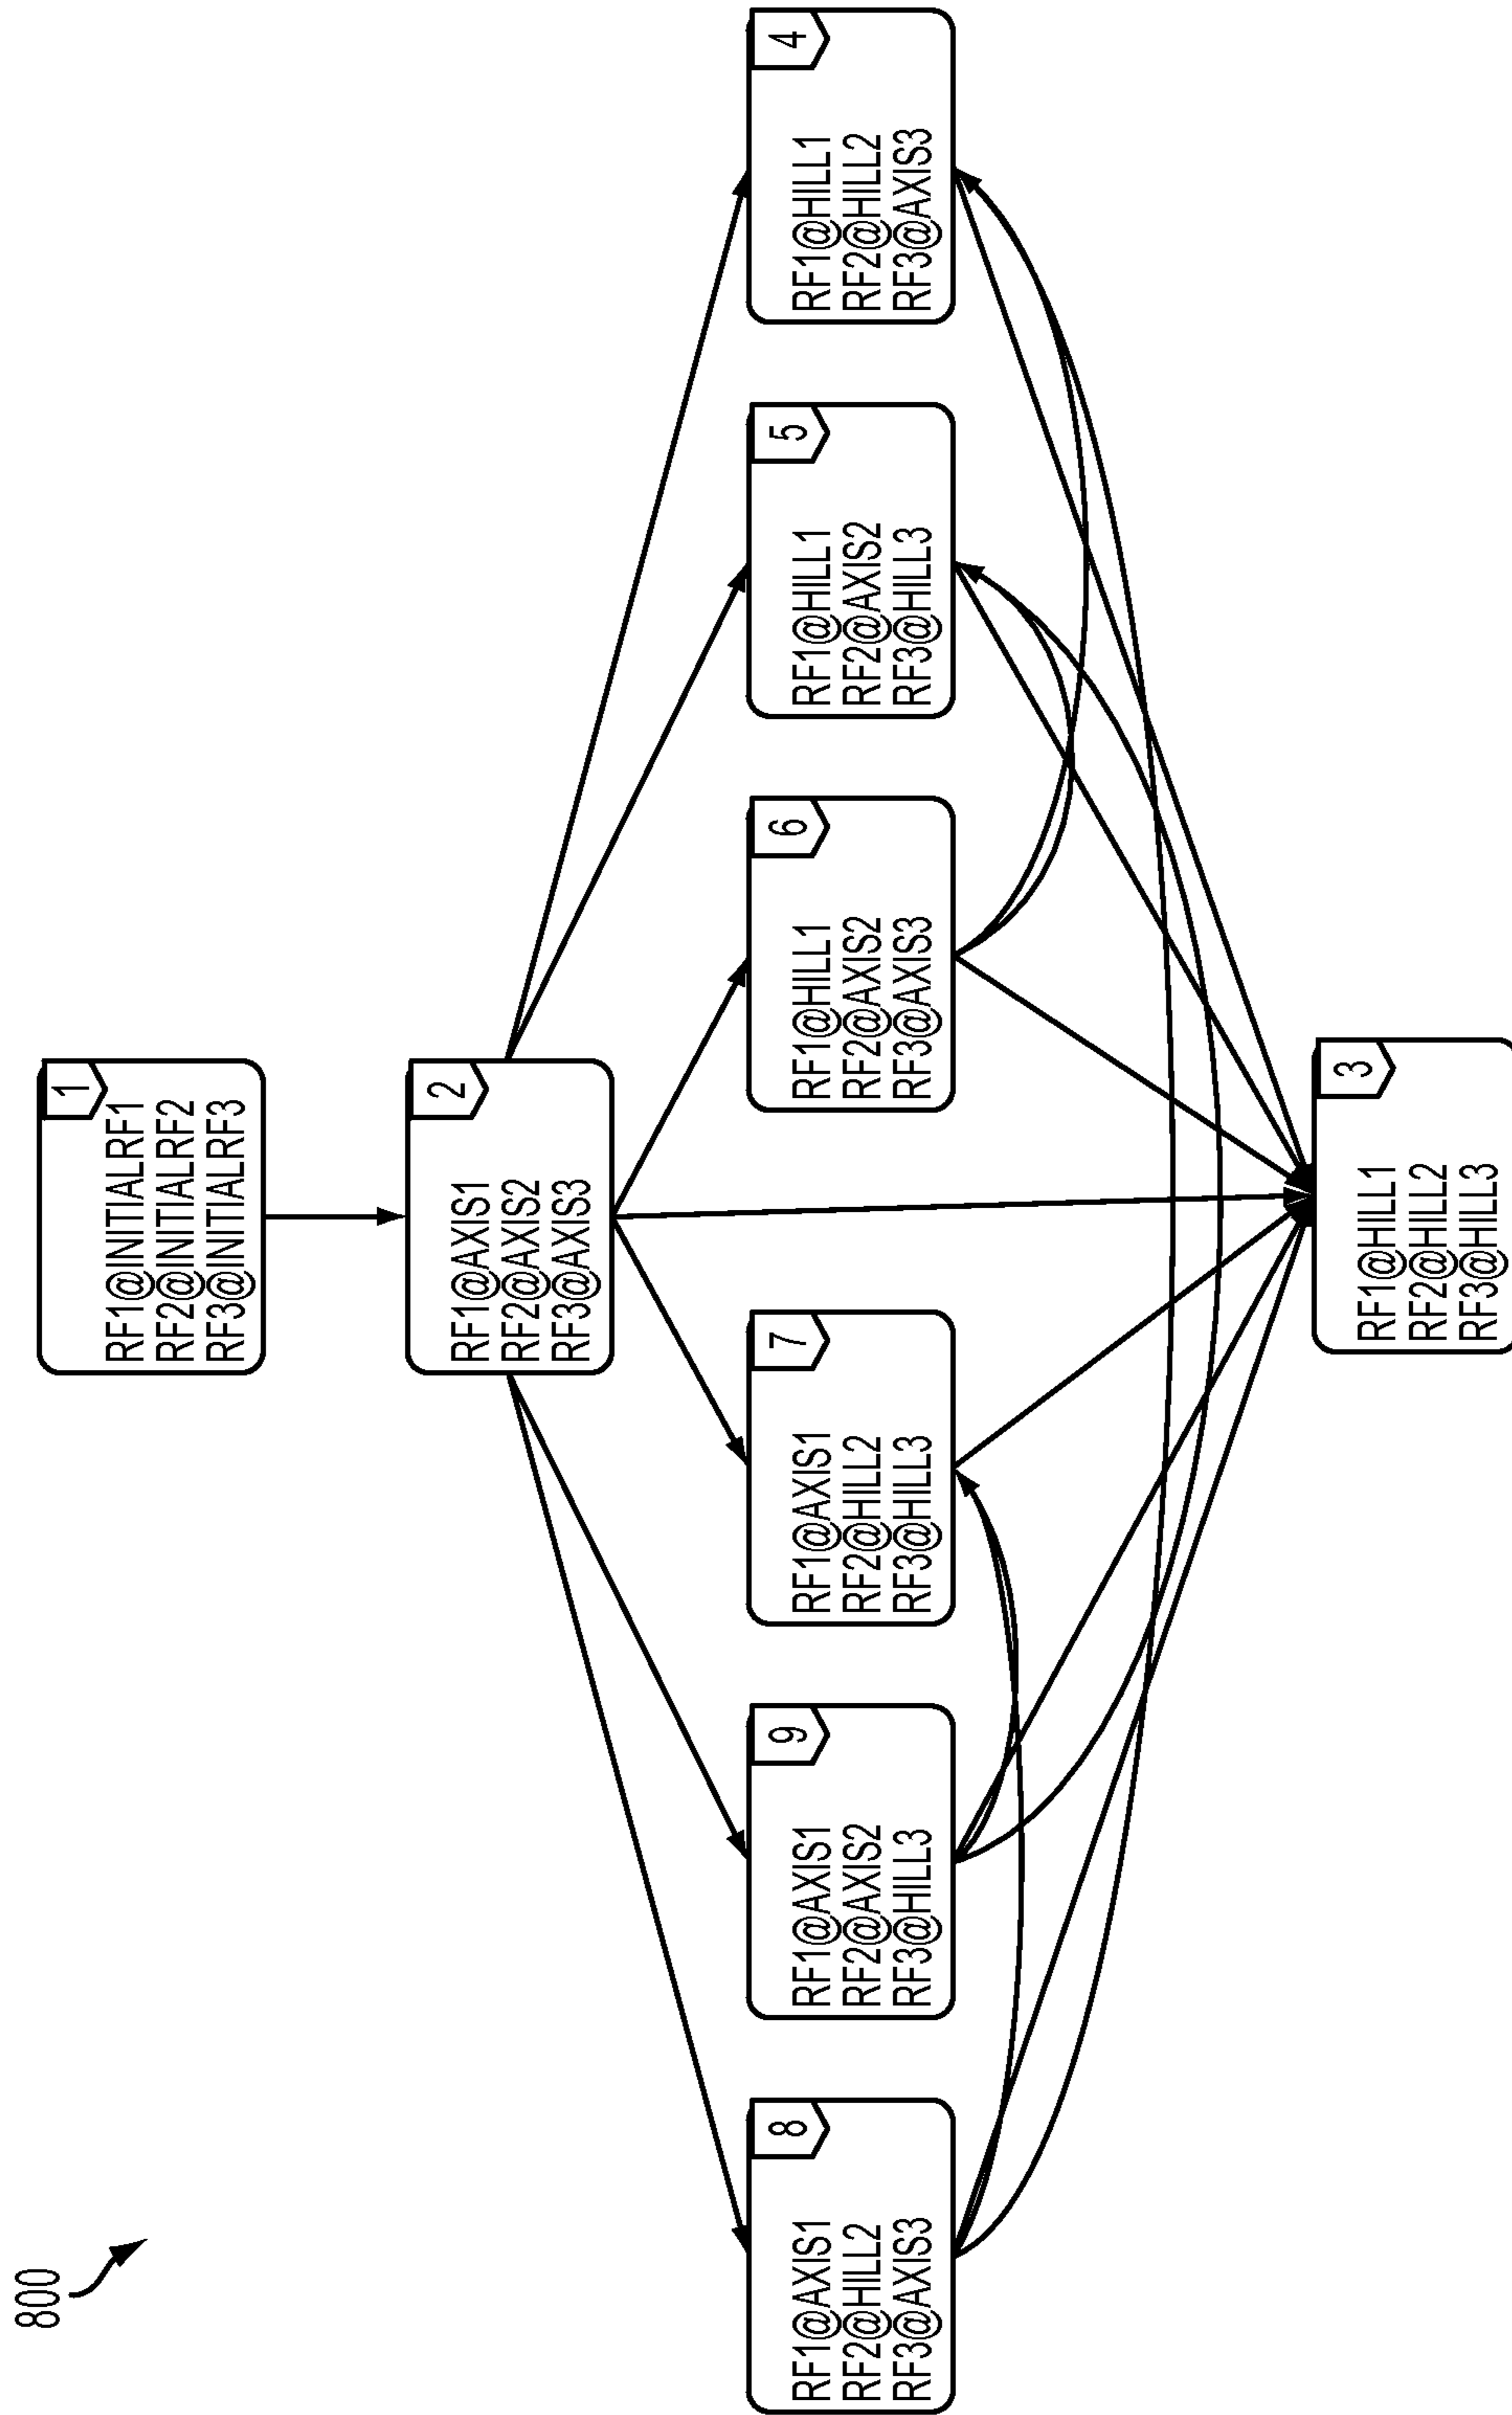 800
1
RF1@INITIALRF1
RF2@INITIALRF2
RF3@INITIALRF3
2
RF1@AXIS1
RF2@AXIS2
RF3@AXIS3
8
RF1@AXIS1
RF2@HILL2
RF3@AXIS3
9
RF1@AXIS1
RF2@AXIS2
RF3@HILL3
7
RF1@AXIS1
RF2@HILL2
RF3@HILL3
6
RF1@HILL1
RF2@AXIS2
RF3@AXIS3
5
RF1@HILL1
RF2@AXIS2
RF3@HILL3
4
RF1@HILL1
RF2@HILL2
RF3@AXIS3
3
RF1@HILL1
RF2@HILL2
RF3@HILL3